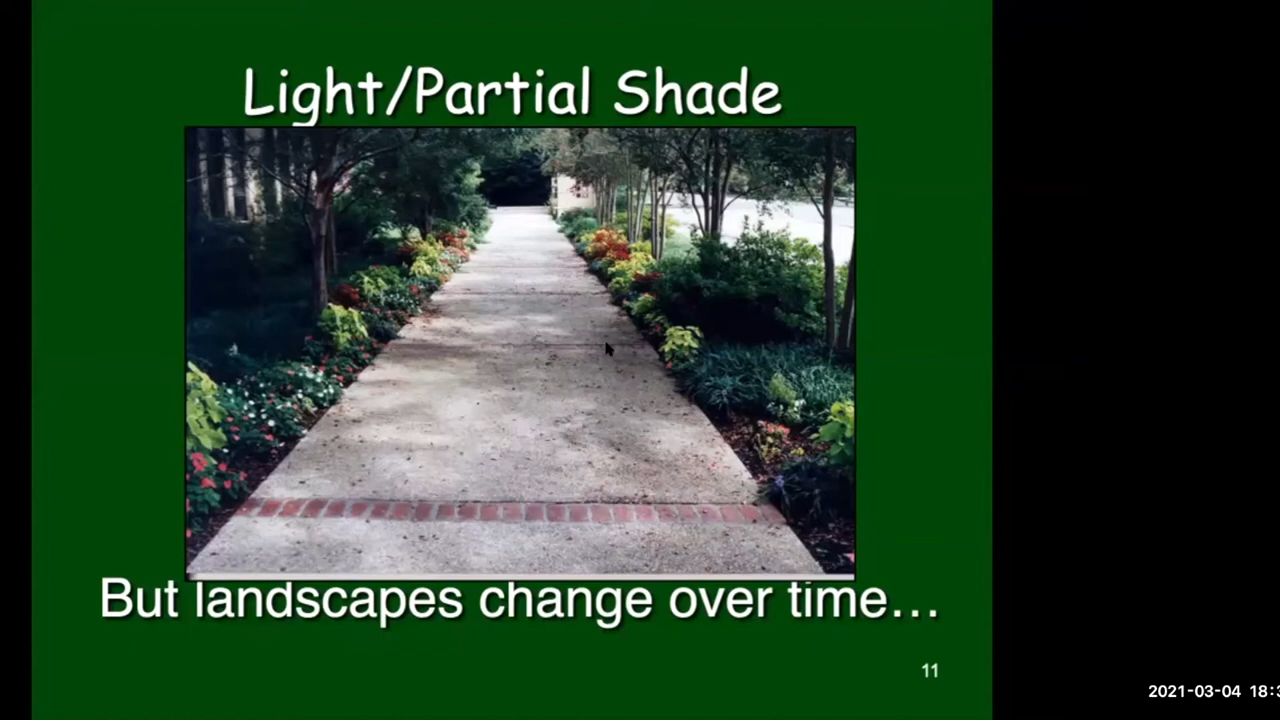 Light/Partial Shade
But landscapes change over time…
11
2021-03-04 18:3